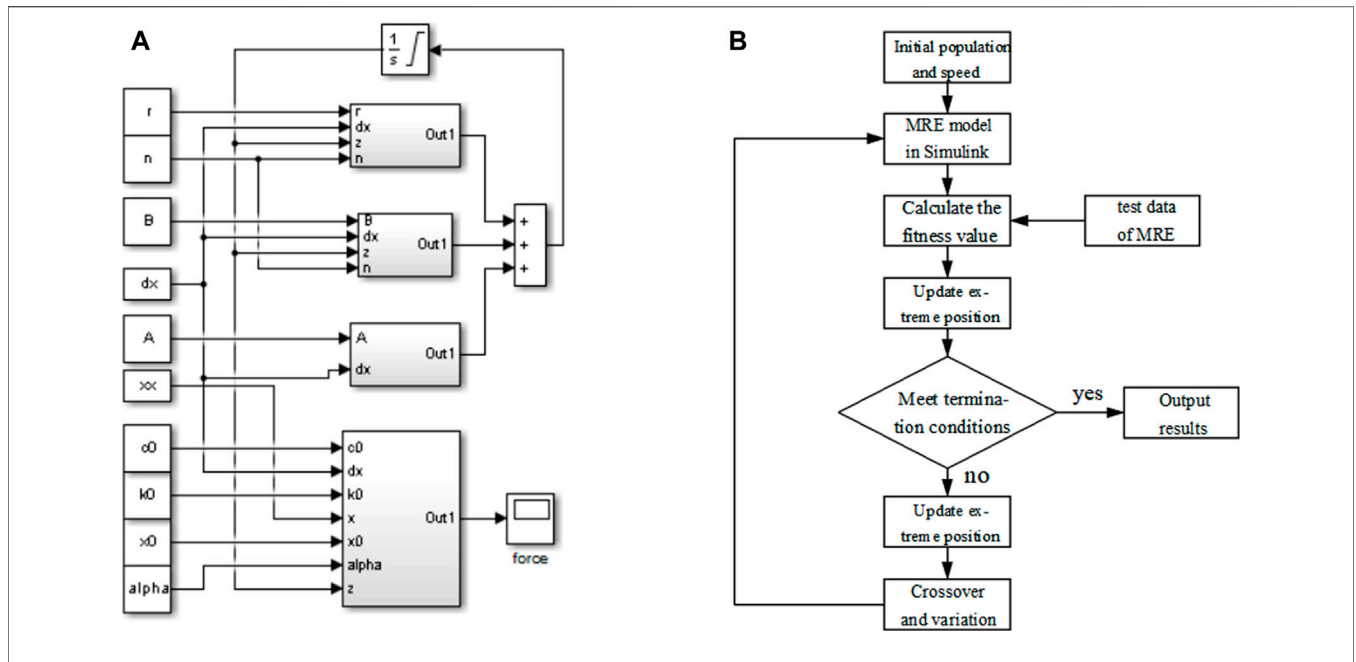 A
1
s
r
n
B
dx
A
xx
c0
k0
x0
alpha
r
dx
z
n
Out1
B
dx
z
n
Out1
A
dx
Out1
+
+
+
c0
dx
k0
x
x0
alpha
z
Out1
force
B
Initial population
and speed
MRE model
in Simulink
Calculate the
fitness value
test data
of MRE
Update ex-
treme position
Meet termina-
tion conditions
yes
Output
results
no
Update ex-
treme position
Crossover
and variation